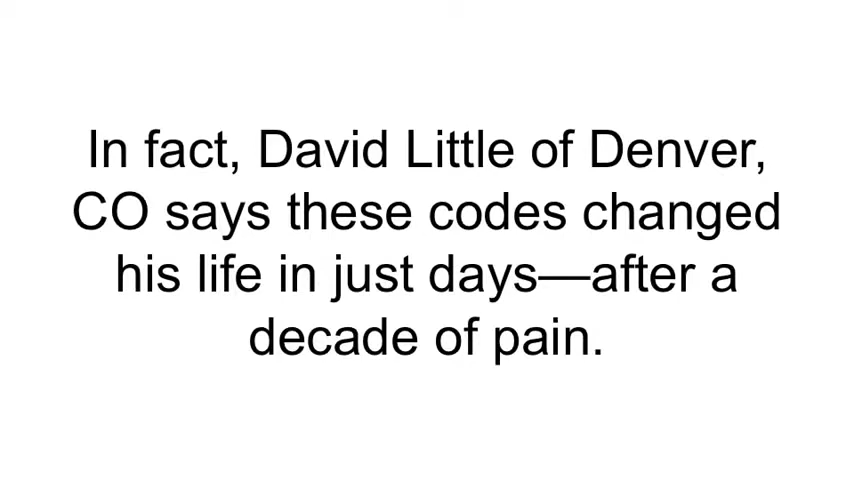 In fact, David Little of Denver,
CO says these codes changed
his life in just days—after a
decade of pain.